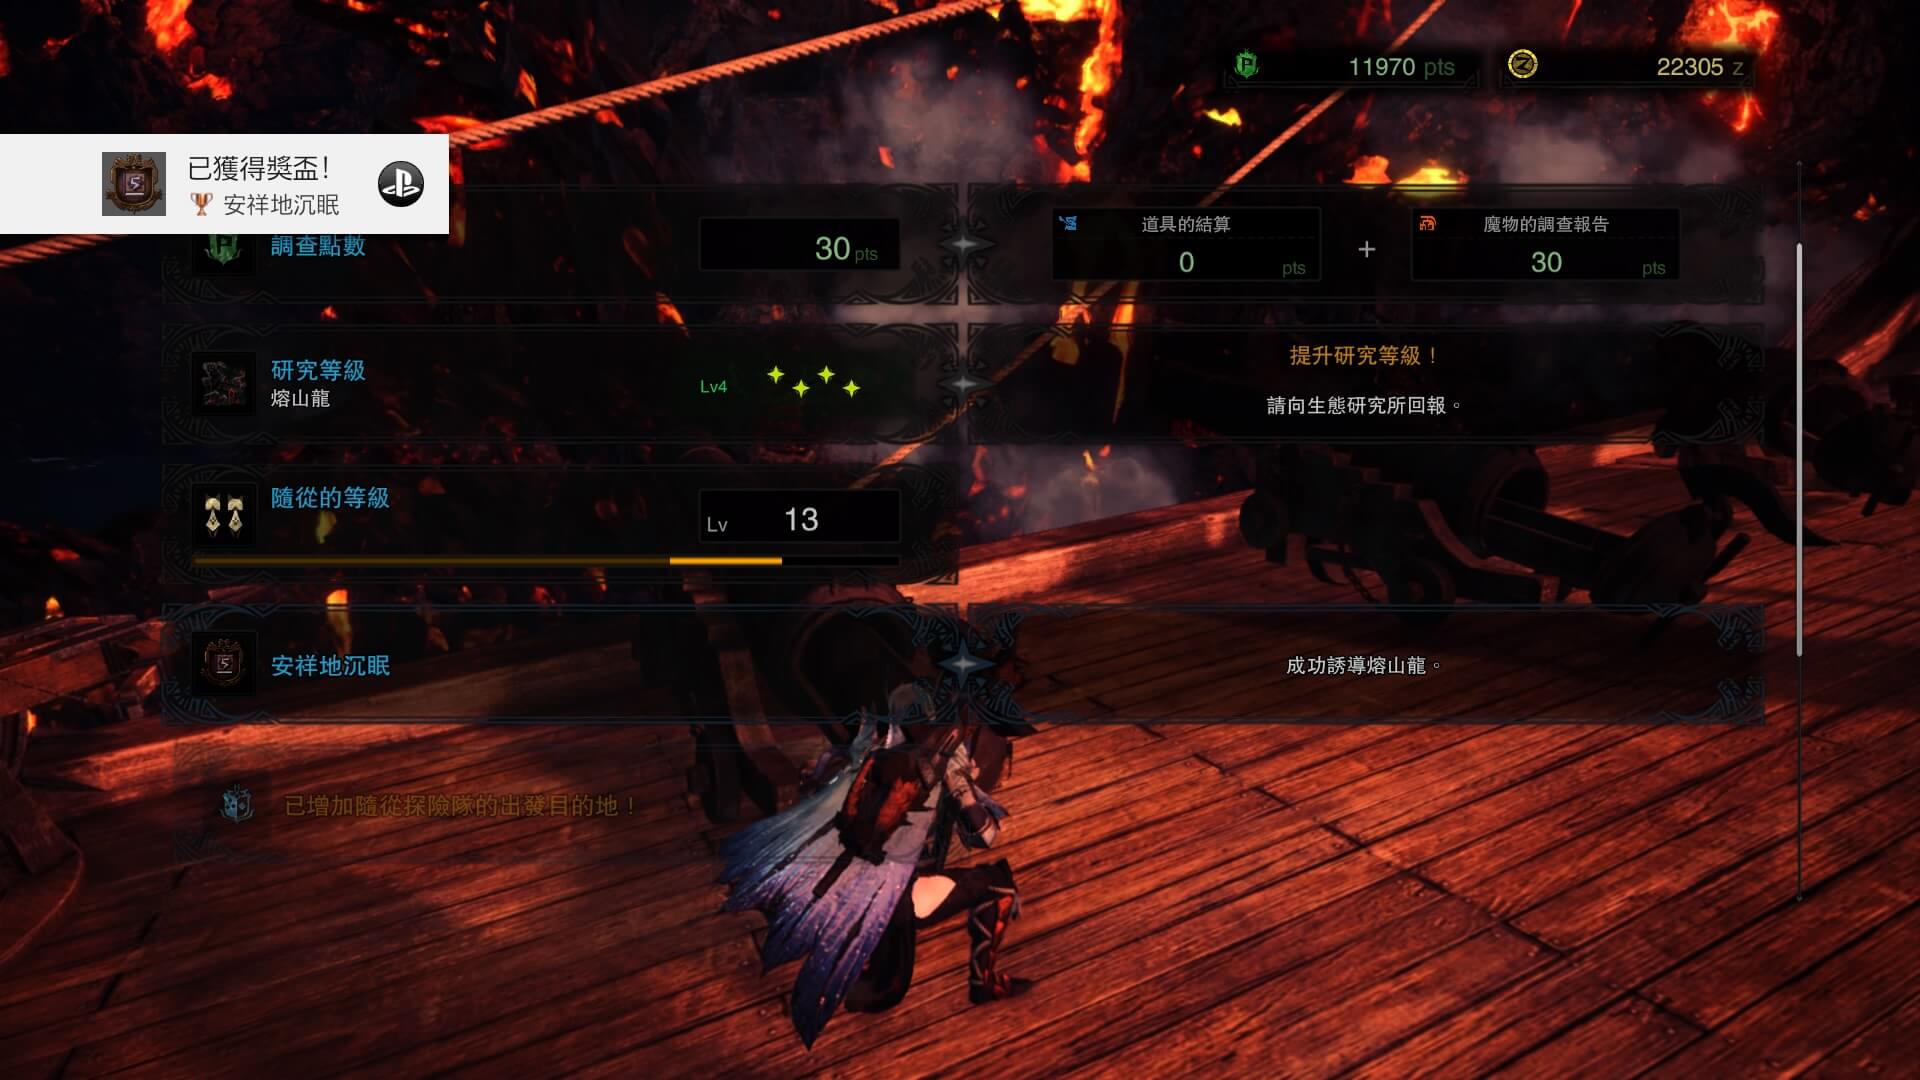 11970 pts
22305 z
已獲得獎盃!
安祥地沉眠
調查點數
30 pts
道具的結算
0 pts
+
魔物的調查報告
30 pts
研究等級
熔山龍
Lv4
提升研究等級！
請向生態研究所回報。
隨從的等級
Lv 13
安祥地沉眠
成功誘導熔山龍。
已增加隨從探險隊的出發目的地！